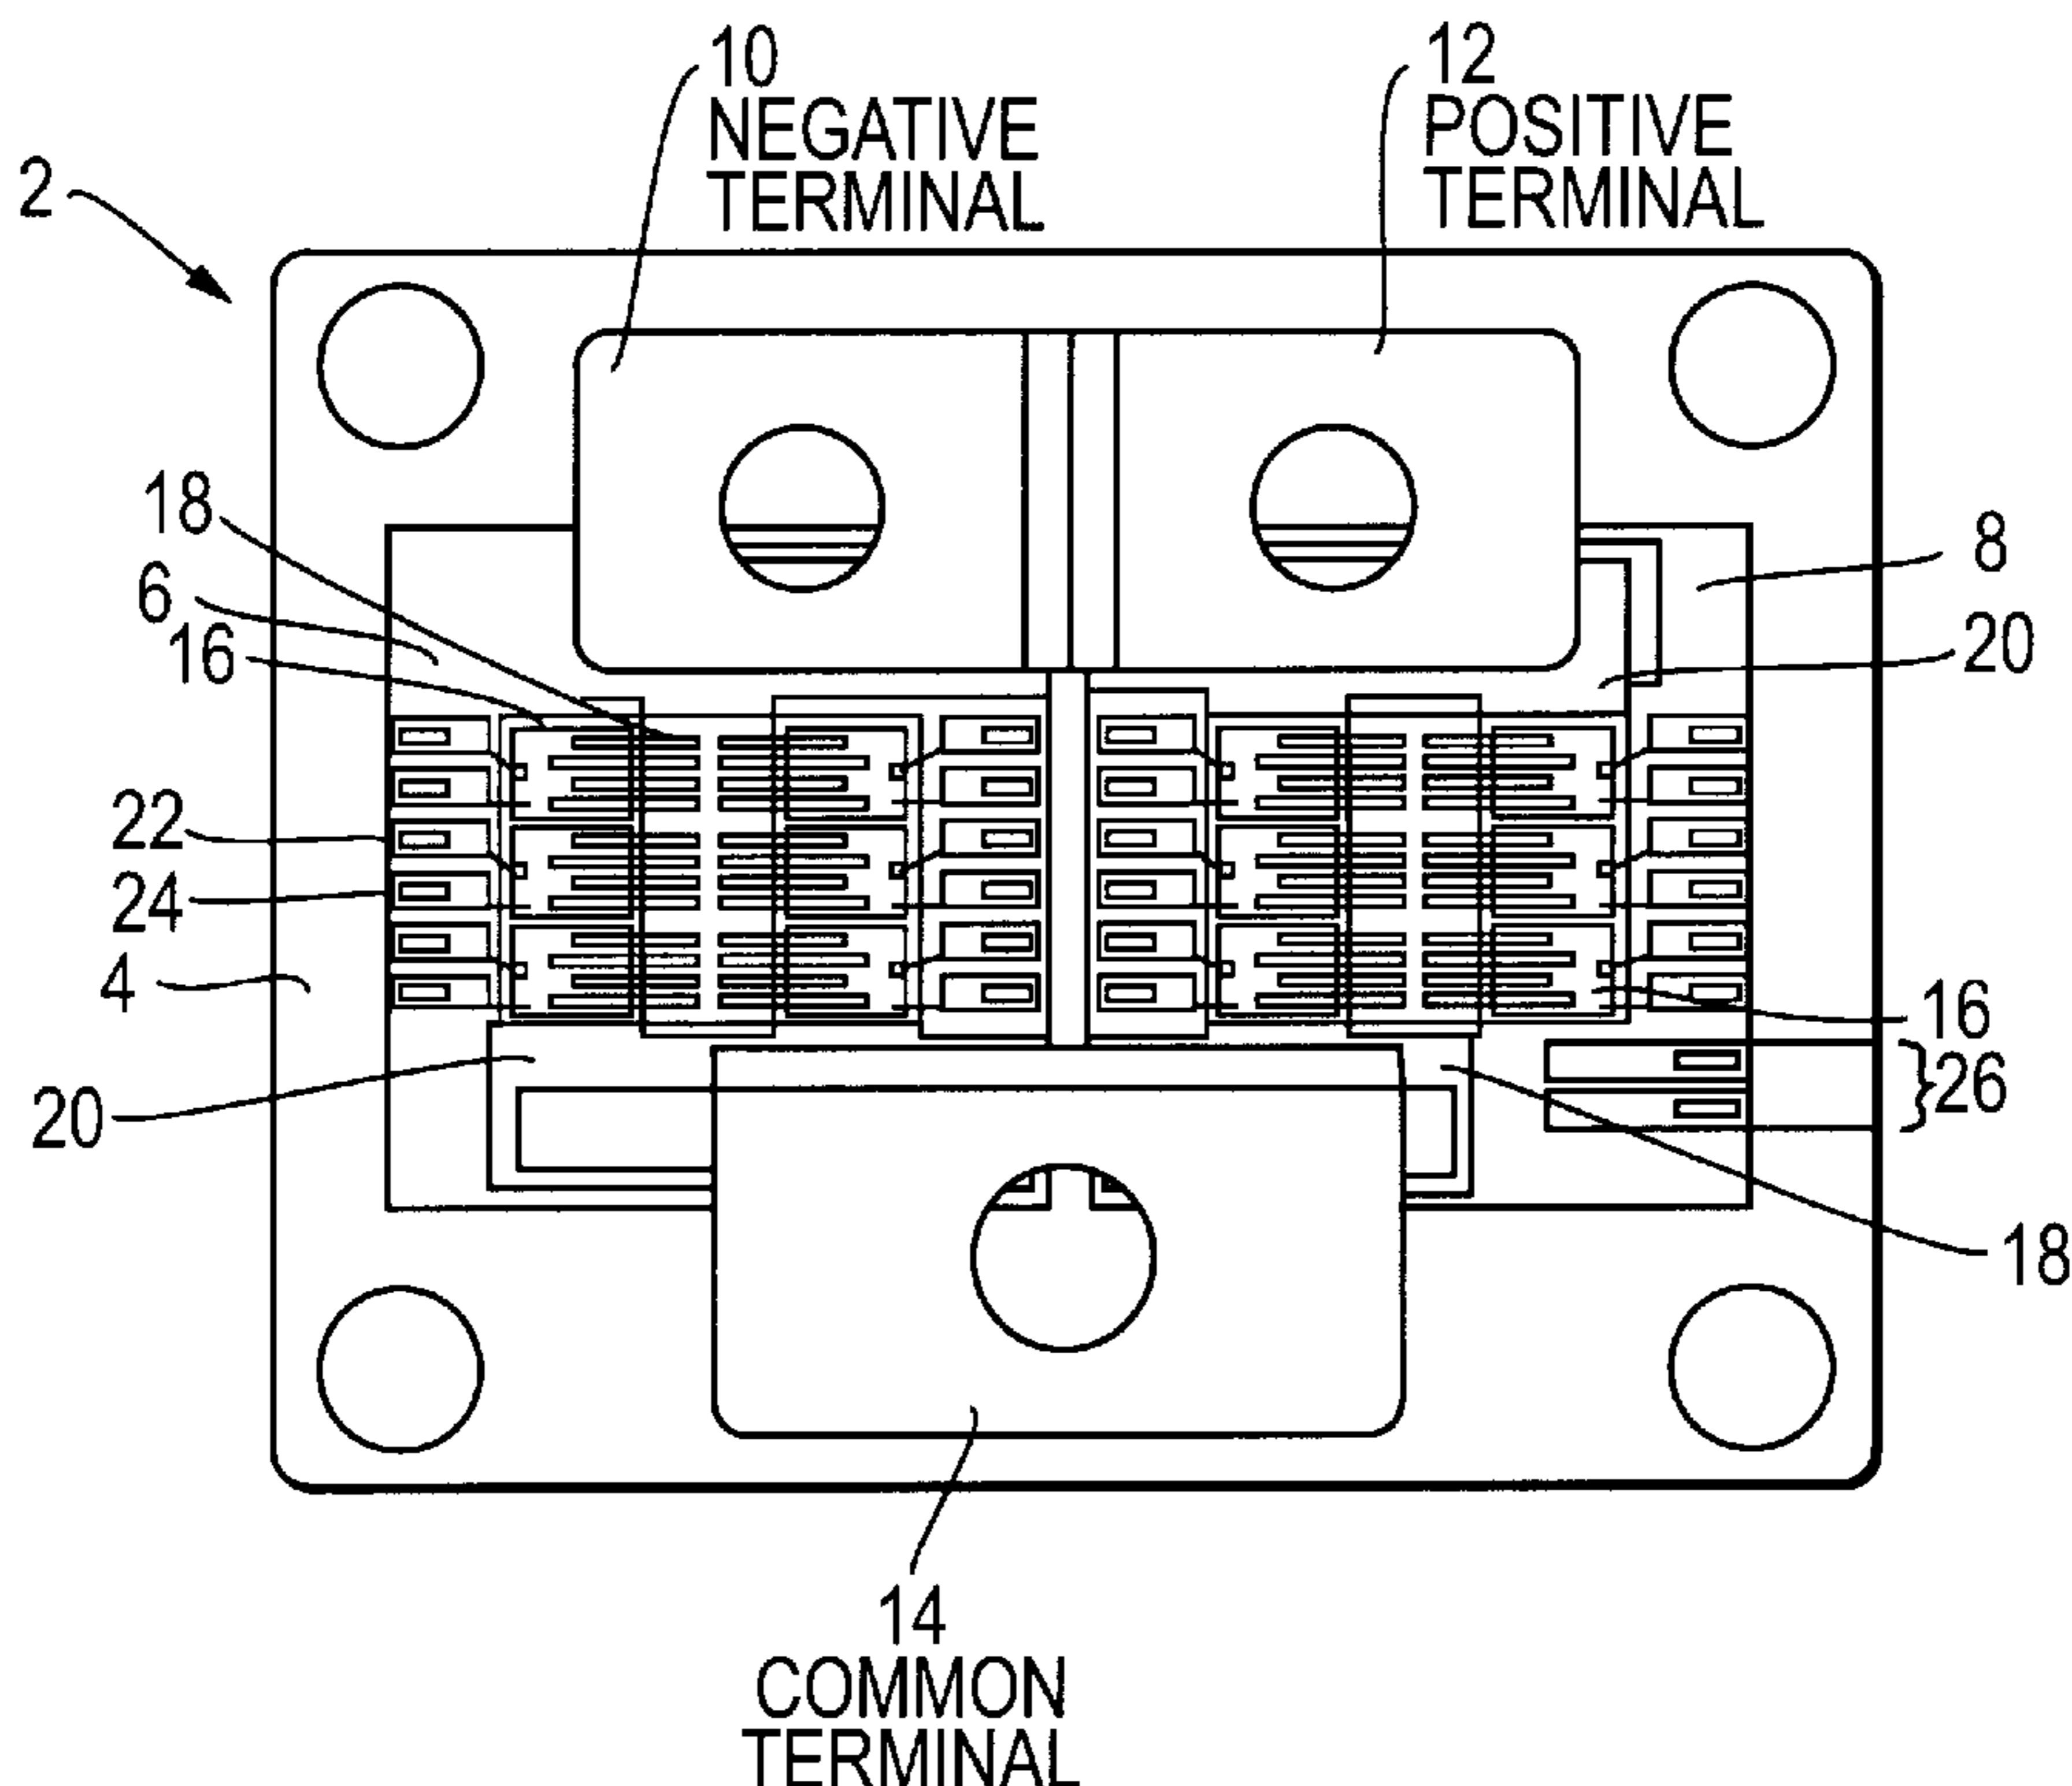 10
NEGATIVE
TERMINAL
12
POSITIVE
TERMINAL
2
18
6
16
8
20
22
24
4
20
16
26
18
14
COMMON
TERMINAL